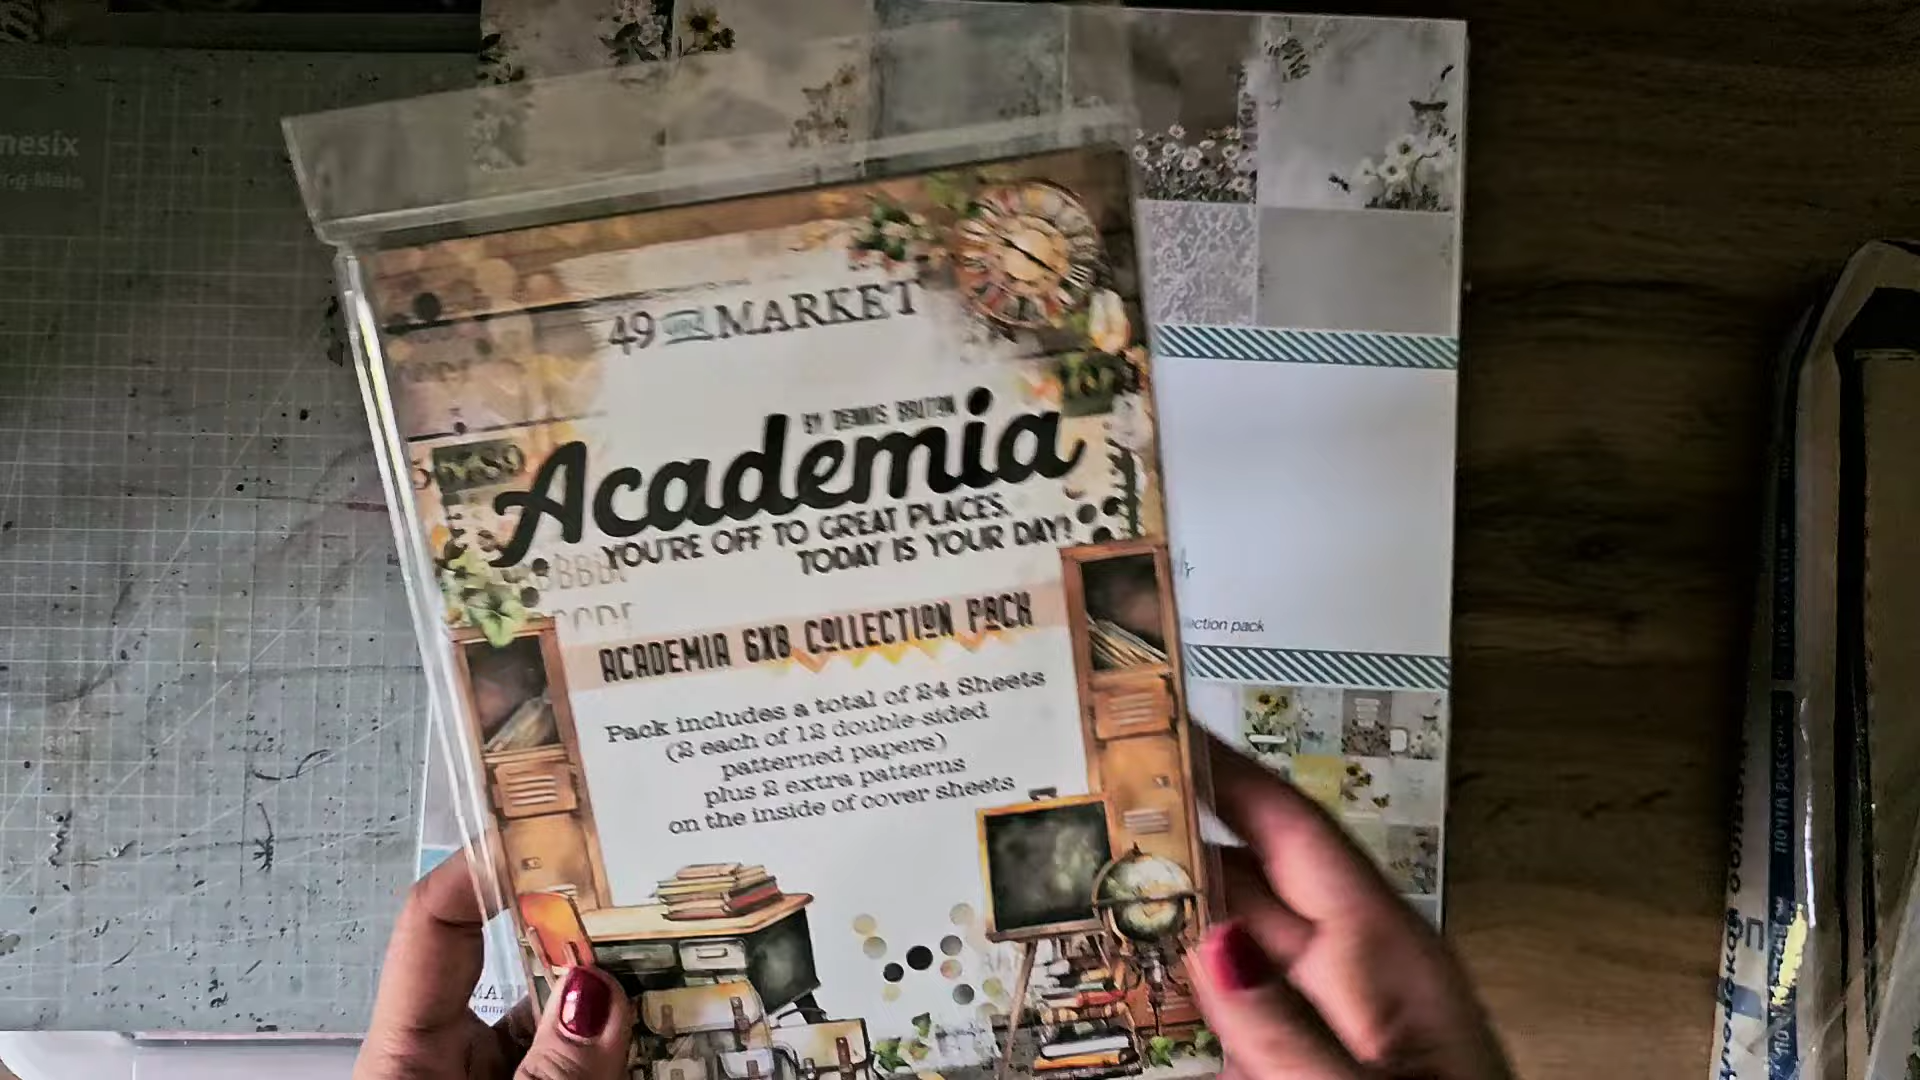 49 AND MARKET
BY DENNIS BRUTON
Academia
YOU'RE OFF TO GREAT PLACES.
TODAY IS YOUR DAY!
ACADEMIA 6X8 COLLECTION PACK
Pack includes a total of 24 Sheets
(2 each of 12 double-sided
patterned papers)
plus 2 extra patterns
on the inside of cover sheets
pack
ПОЧТА РОССИИ